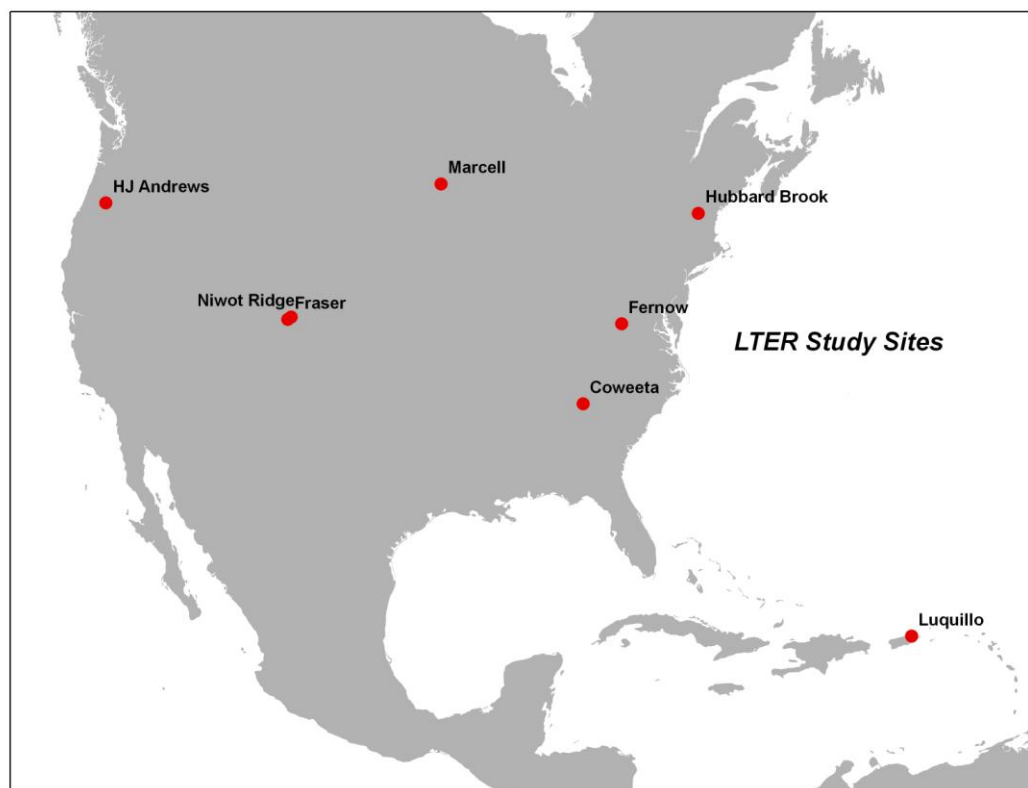 Marcell
HJ Andrews
Hubbard Brook
Niwot Ridge
Fraser
Fernow
LTER Study Sites
Coweeta
Luquillo